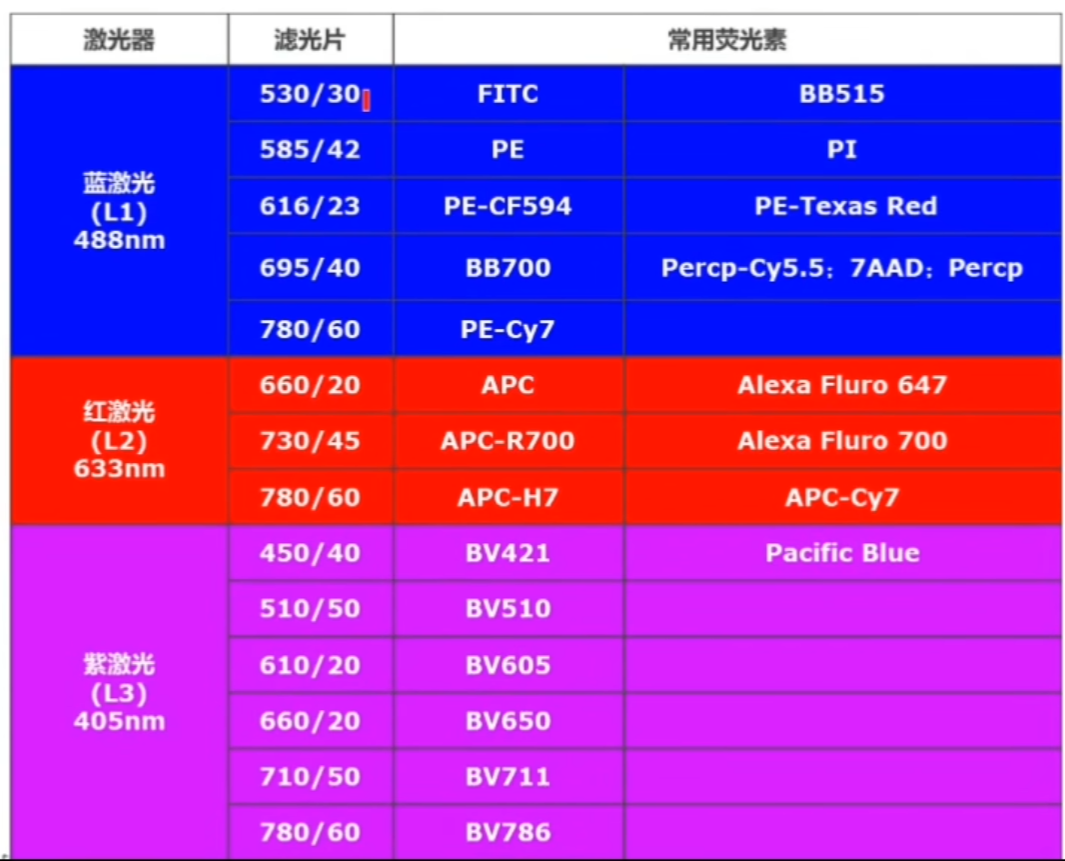 激光器 滤光片 常用荧光素
530/30 FITC BB515
585/42 PE PI
蓝激光
(L1)
488nm
616/23 PE-CF594 PE-Texas Red
695/40 BB700 Percp-Cy5.5；7AAD；Percp
780/60 PE-Cy7
红激光
(L2)
633nm
660/20 APC Alexa Fluro 647
730/45 APC-R700 Alexa Fluro 700
780/60 APC-H7 APC-Cy7
紫激光
(L3)
405nm
450/40 BV421 Pacific Blue
510/50 BV510
610/20 BV605
660/20 BV650
710/50 BV711
780/60 BV786